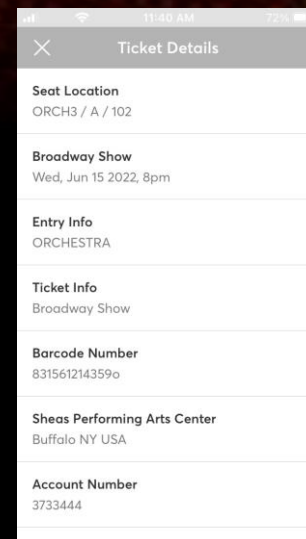 11:40 AM 72%
Ticket Details
Seat Location
ORCH3 / A / 102
Broadway Show
Wed, Jun 15 2022, 8pm
Entry Info
ORCHESTRA
Ticket Info
Broadway Show
Barcode Number
831561214359o
Sheas Performing Arts Center
Buffalo NY USA
Account Number
3733444